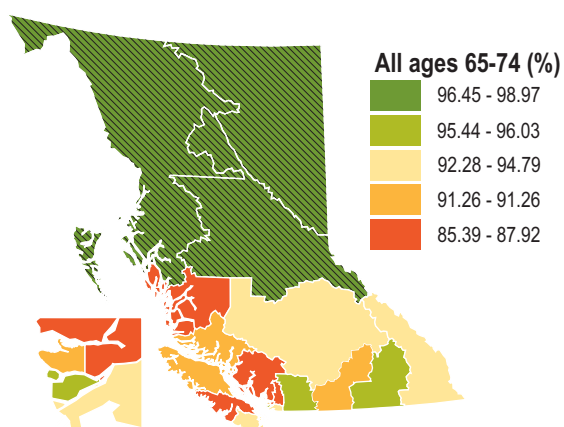 All ages 65-74 (%)
96.45 - 98.97
95.44 - 96.03
92.28 - 94.79
91.26 - 91.26
85.39 - 87.92